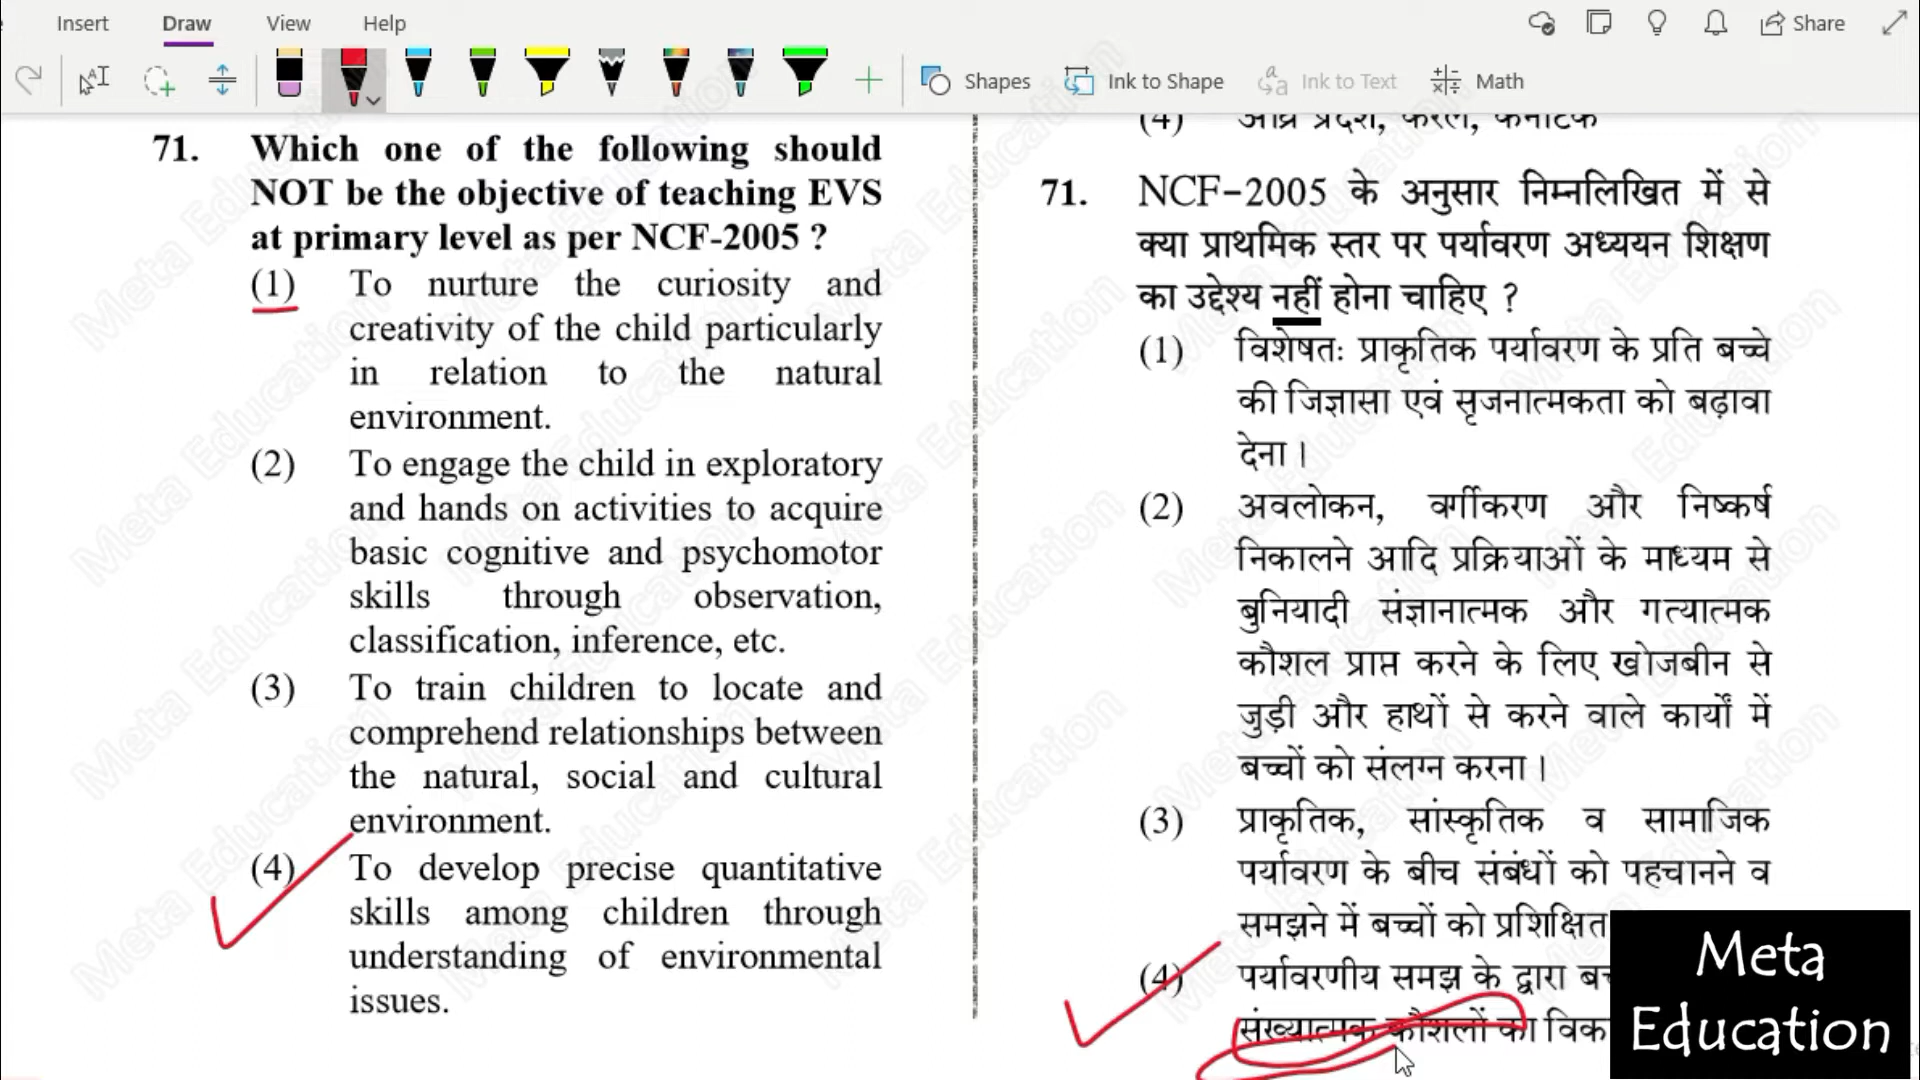 Insert Draw View Help
Share
Shapes Ink to Shape Ink to Text Math
71. Which one of the following should
NOT be the objective of teaching EVS
at primary level as per NCF-2005 ?
(1) To nurture the curiosity and
creativity of the child particularly
in relation to the natural
environment.
(2) To engage the child in exploratory
and hands on activities to acquire
basic cognitive and psychomotor
skills through observation,
classification, inference, etc.
(3) To train children to locate and
comprehend relationships between
the natural, social and cultural
environment.
(4) To develop precise quantitative
skills among children through
understanding of environmental
issues.
(4) आंध्र प्रदेश, केरल, कर्नाटक
71. NCF-2005 के अनुसार निम्नलिखित में से
क्या प्राथमिक स्तर पर पर्यावरण अध्ययन शिक्षण
का उद्देश्य नहीं होना चाहिए ?
(1) विशेषतः प्राकृतिक पर्यावरण के प्रति बच्चे
की जिज्ञासा एवं सृजनात्मकता को बढ़ावा
देना ।
(2) अवलोकन, वर्गीकरण और निष्कर्ष
निकालने आदि प्रक्रियाओं के माध्यम से
बुनियादी संज्ञानात्मक और गत्यात्मक
कौशल प्राप्त करने के लिए खोजबीन से
जुड़ी और हाथों से करने वाले कार्यों में
बच्चों को संलग्न करना ।
(3) प्राकृतिक, सांस्कृतिक व सामाजिक
पर्यावरण के बीच संबंधों को पहचानने व
समझने में बच्चों को प्रशिक्षित
(4) पर्यावरणीय समझ के द्वारा
संख्यात्मक कौशलों का
Meta
Education